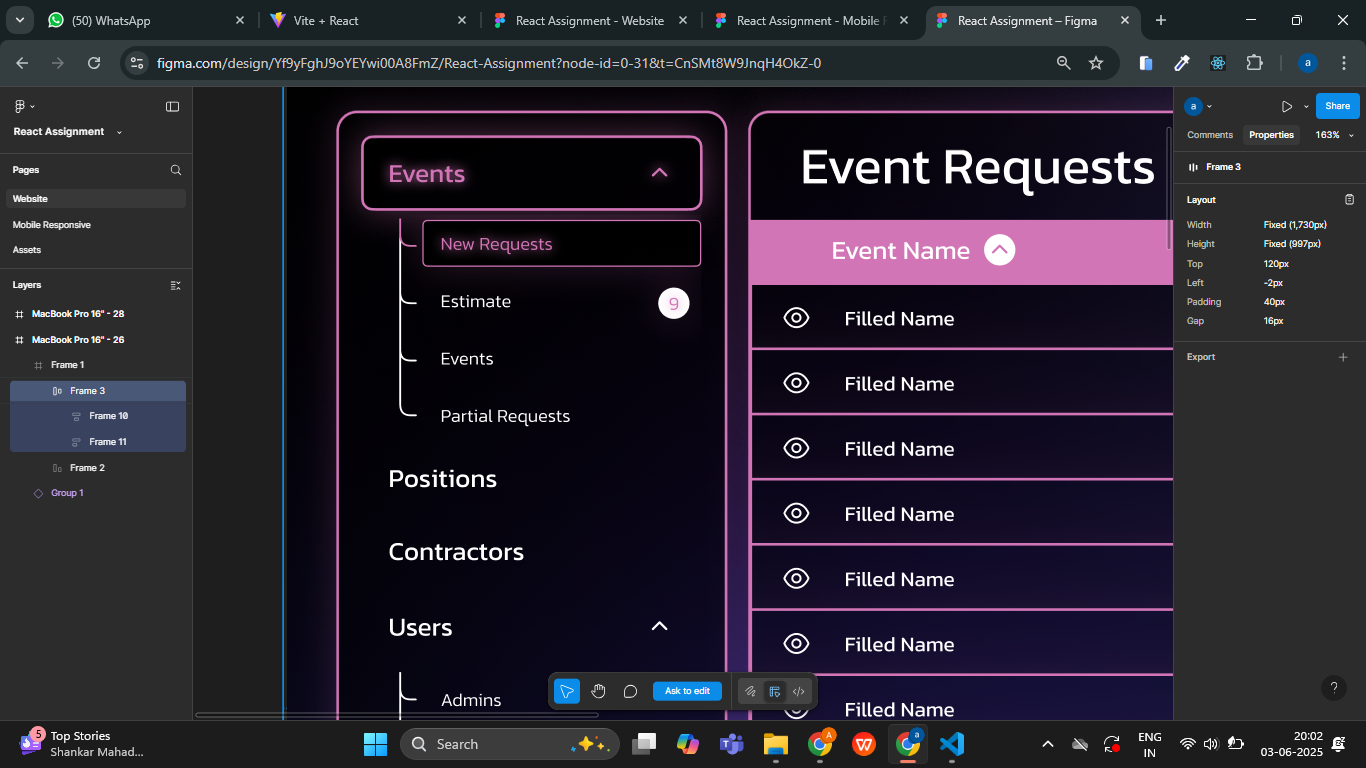 (50) WhatsApp
Vite + React
React Assignment - Website
React Assignment - Mobile
React Assignment – Figma
figma.com/design/Yf9yFghJ9oYEYwi00A8FmZ/React-Assignment?node-id=0-31&t=CnSMt8W9JnqH4OkZ-0
a
React Assignment
Pages
Website
Mobile Responsive
Assets
Layers
MacBook Pro 16" - 28
MacBook Pro 16" - 26
Frame 1
Frame 3
Frame 10
Frame 11
Frame 2
Group 1
Events
New Requests
Estimate
9
Events
Partial Requests
Positions
Contractors
Users
Admins
Event Requests
Event Name
Filled Name
Filled Name
Filled Name
Filled Name
Filled Name
Filled Name
Filled Name
Ask to edit
a
Share
Comments
Properties
163%
Frame 3
Layout
Width
Fixed (1,730px)
Height
Fixed (997px)
Top
120px
Left
-2px
Padding
40px
Gap
16px
Export
?
5
Top Stories
Shankar Mahad...
Search
A
a
ENG
IN
20:02
03-06-2025